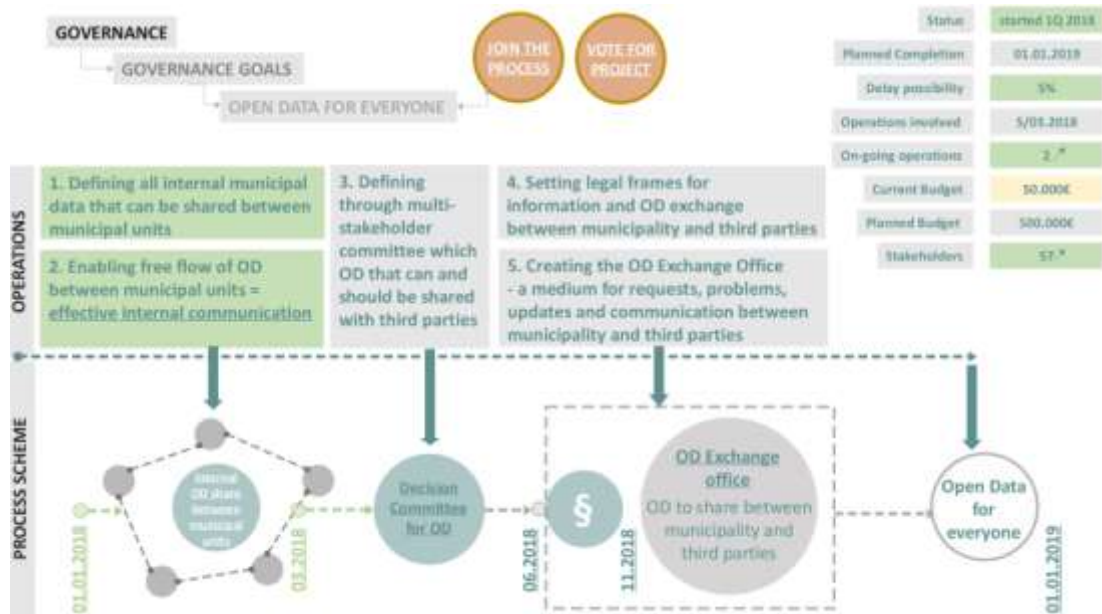 GOVERNANCE
GOVERNANCE GOALS
OPEN DATA FOR EVERYONE
JOIN THE
PROCESS
VOTE FOR
PROJECT
Status
started 1Q 2018
Planned Completion
01.01.2019
Delay possibility
5%
Operations involved
5/03.2018
On-going operations
2
Current Budget
50.000€
Planned Budget
500.000€
Stakeholders
57
OPERATIONS
1. Defining all internal municipal
data that can be shared between
municipal units
2. Enabling free flow of OD
between municipal units =
effective internal communication
3. Defining
through multi-
stakeholder
committee which
OD that can and
should be shared
with third parties
4. Setting legal frames for
information and OD exchange
between municipality and third parties
5. Creating the OD Exchange Office
- a medium for requests, problems,
updates and communication between
municipality and third parties
PROCESS SCHEME
01.01.2018
Internal
OD share
between
municipal
units
03.2018
Decision
Committee
for OD
06.2018
§
11.2018
OD Exchange
office
OD to share between
municipality and
third parties
Open Data
for
everyone
01.01.2019